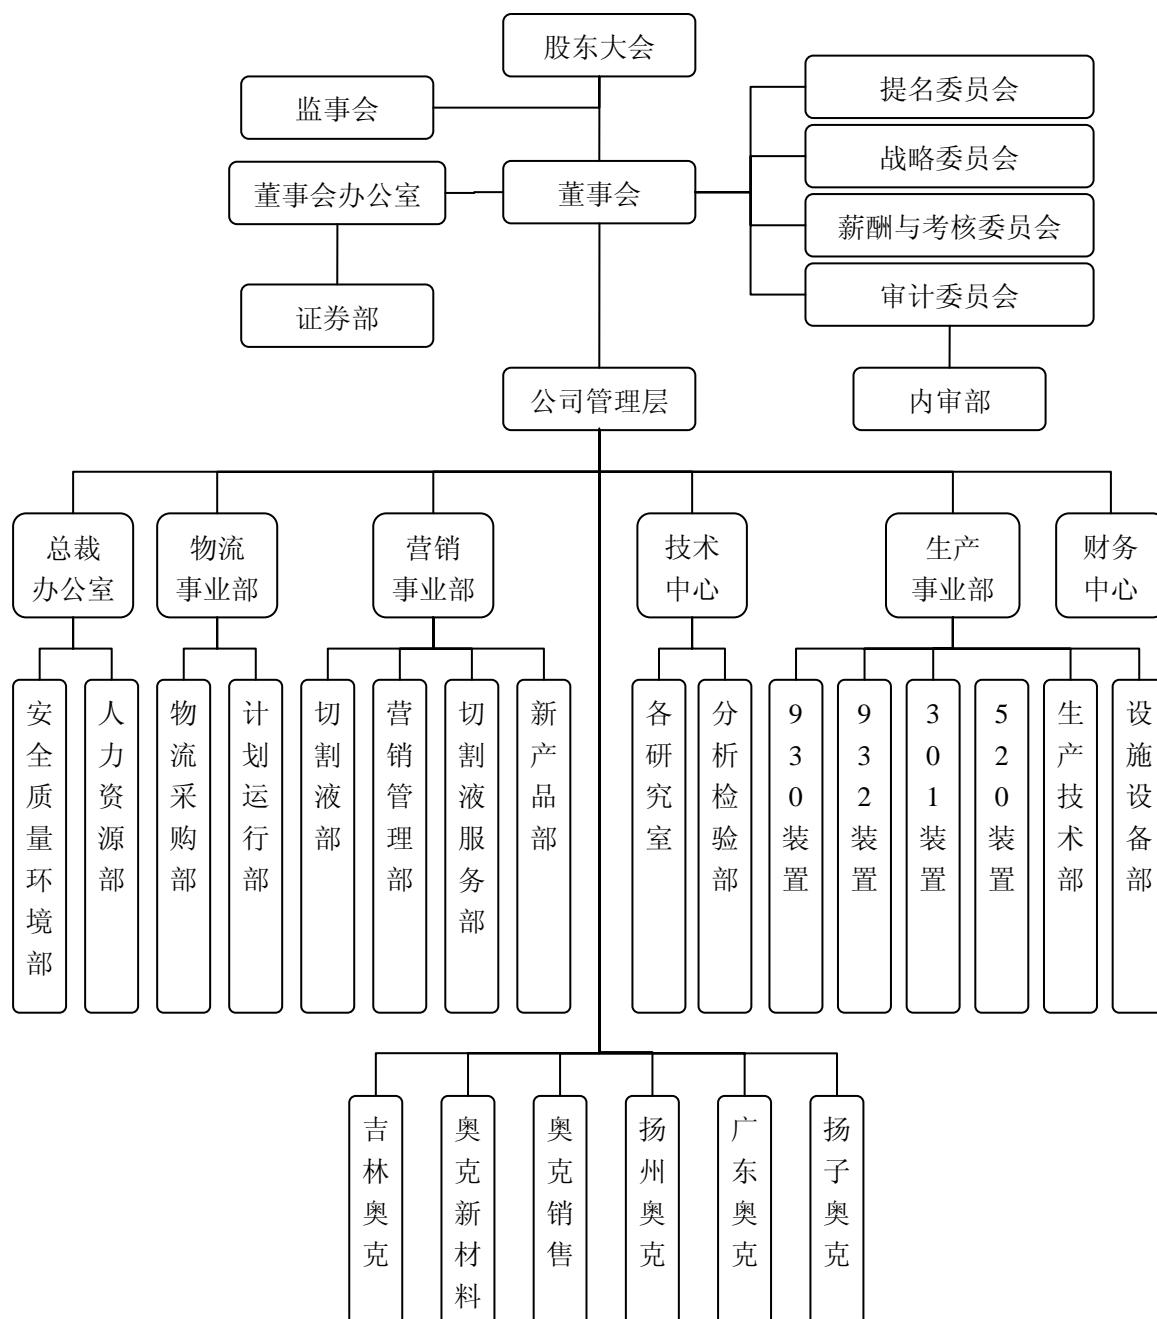 股东大会
监事会
提名委员会
战略委员会
董事会办公室
董事会
薪酬与考核委员会
审计委员会
证券部
公司管理层
内审部
总裁
办公室
物流
事业部
营销
事业部
技术
中心
生产
事业部
财务
中心
安全质量环境部
人力资源部
物流采购部
计划运行部
切割液部
营销管理部
切割液服务部
新产品部
各研究室
分析检验部
930装置
932装置
301装置
520装置
生产技术部
设施设备部
吉林奥克
奥克新材料
奥克销售
扬州奥克
广东奥克
扬子奥克